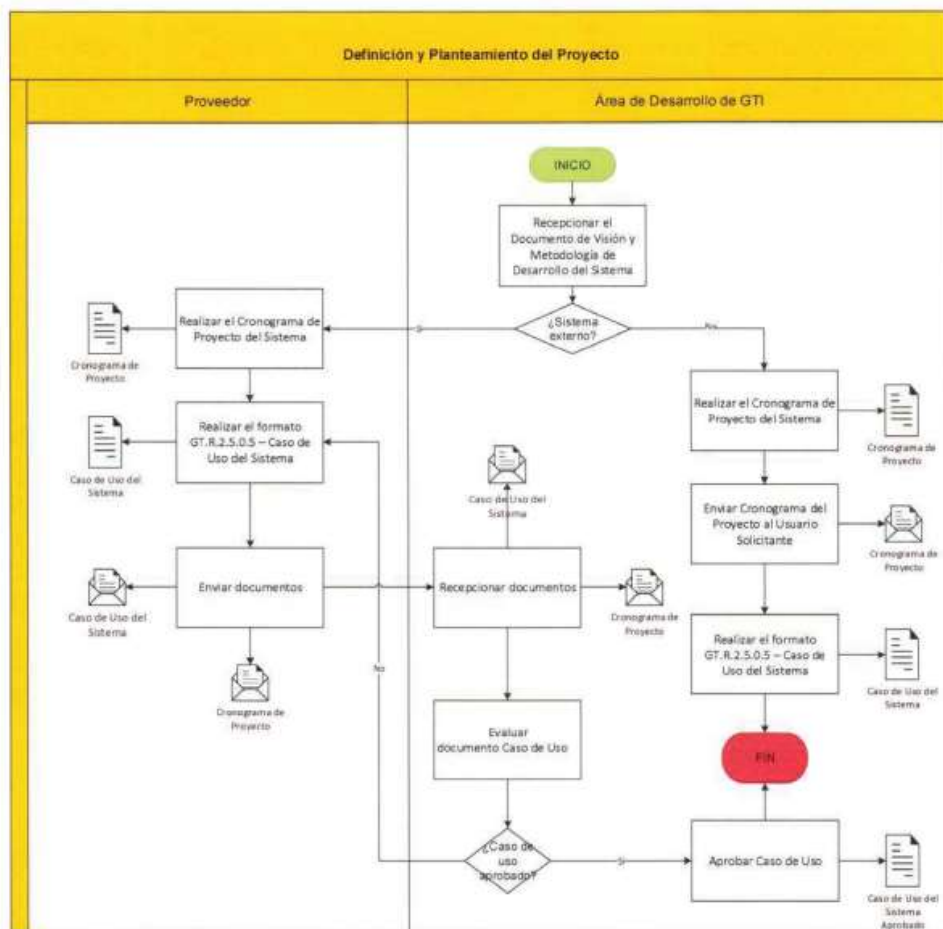 Definición y Planteamiento del Proyecto
Proveedor
Área de Desarrollo de GTI
INICIO
Recepcionar el
Documento de Visión y
Metodología de
Desarrollo del Sistema
¿Sistema
externo?
Si
No
Realizar el Cronograma de
Proyecto del Sistema
Cronograma de
Proyecto
Realizar el Cronograma de
Proyecto del Sistema
Cronograma de
Proyecto
Realizar el formato
GT.R.2.5.0.5 – Caso de
Uso del Sistema
Caso de Uso del
Sistema
Caso de Uso del
Sistema
Enviar Cronograma del
Proyecto al Usuario
Solicitante
Cronograma de
Proyecto
Enviar documentos
Caso de Uso del
Sistema
Cronograma de
Proyecto
Recepcionar documentos
Cronograma de
Proyecto
Realizar el formato
GT.R.2.5.0.5 – Caso de
Uso del Sistema
Caso de Uso del
Sistema
No
Evaluar
documento Caso de Uso
FIN
¿Caso de
uso
aprobado?
Si
Aprobar Caso de Uso
Caso de Uso del
Sistema
Aprobado